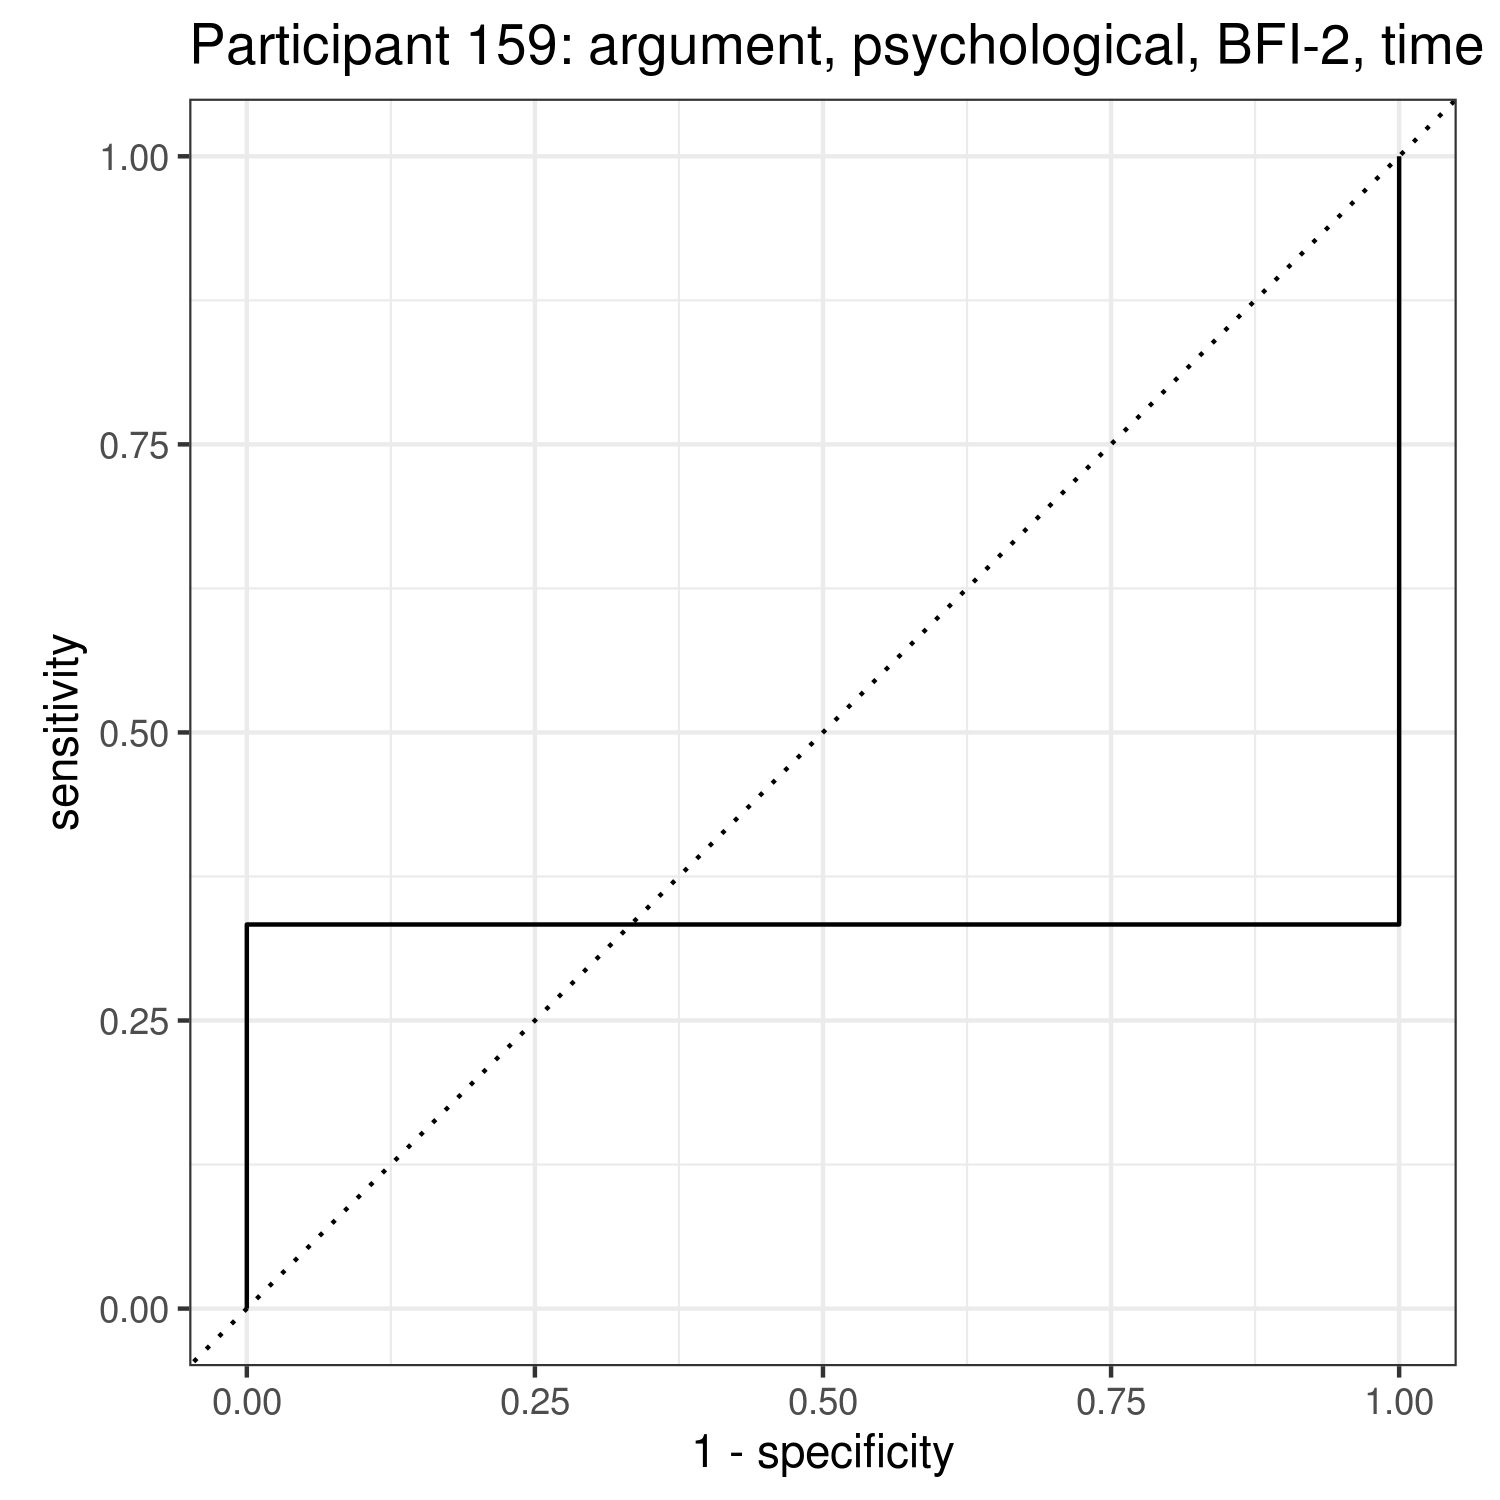 Participant 159: argument, psychological, BFI-2, time
1.00
0.75
0.50
0.25
0.00
sensitivity
0.00 0.25 0.50 0.75 1.00
1 - specificity